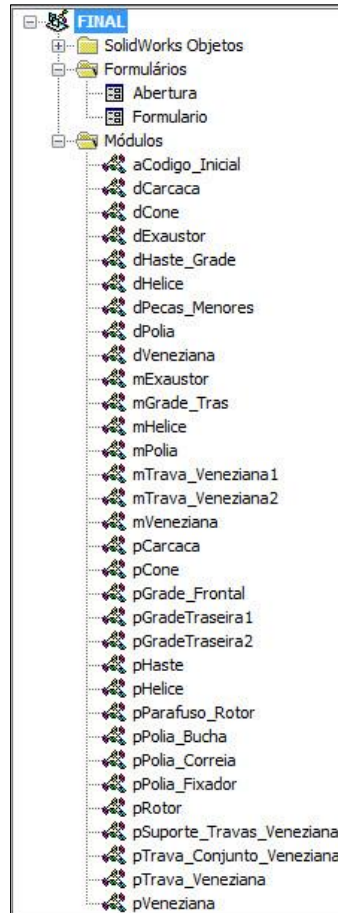 FINAL
SolidWorks Objetos
Formulários
Abertura
Formulario
Módulos
aCodigo_Inicial
dCarcaca
dCone
dExaustor
dHaste_Grade
dHelice
dPecas_Menores
dPolia
dVeneziana
mExaustor
mGrade_Tras
mHelice
mPolia
mTrava_Veneziana1
mTrava_Veneziana2
mVeneziana
pCarcaca
pCone
pGrade_Frontal
pGradeTraseira1
pGradeTraseira2
pHaste
pHelice
pParafuso_Rotor
pPolia_Bucha
pPolia_Correia
pPolia_Fixador
pRotor
pSuporte_Travas_Veneziana
pTrava_Conjunto_Veneziana
pTrava_Veneziana
pVeneziana